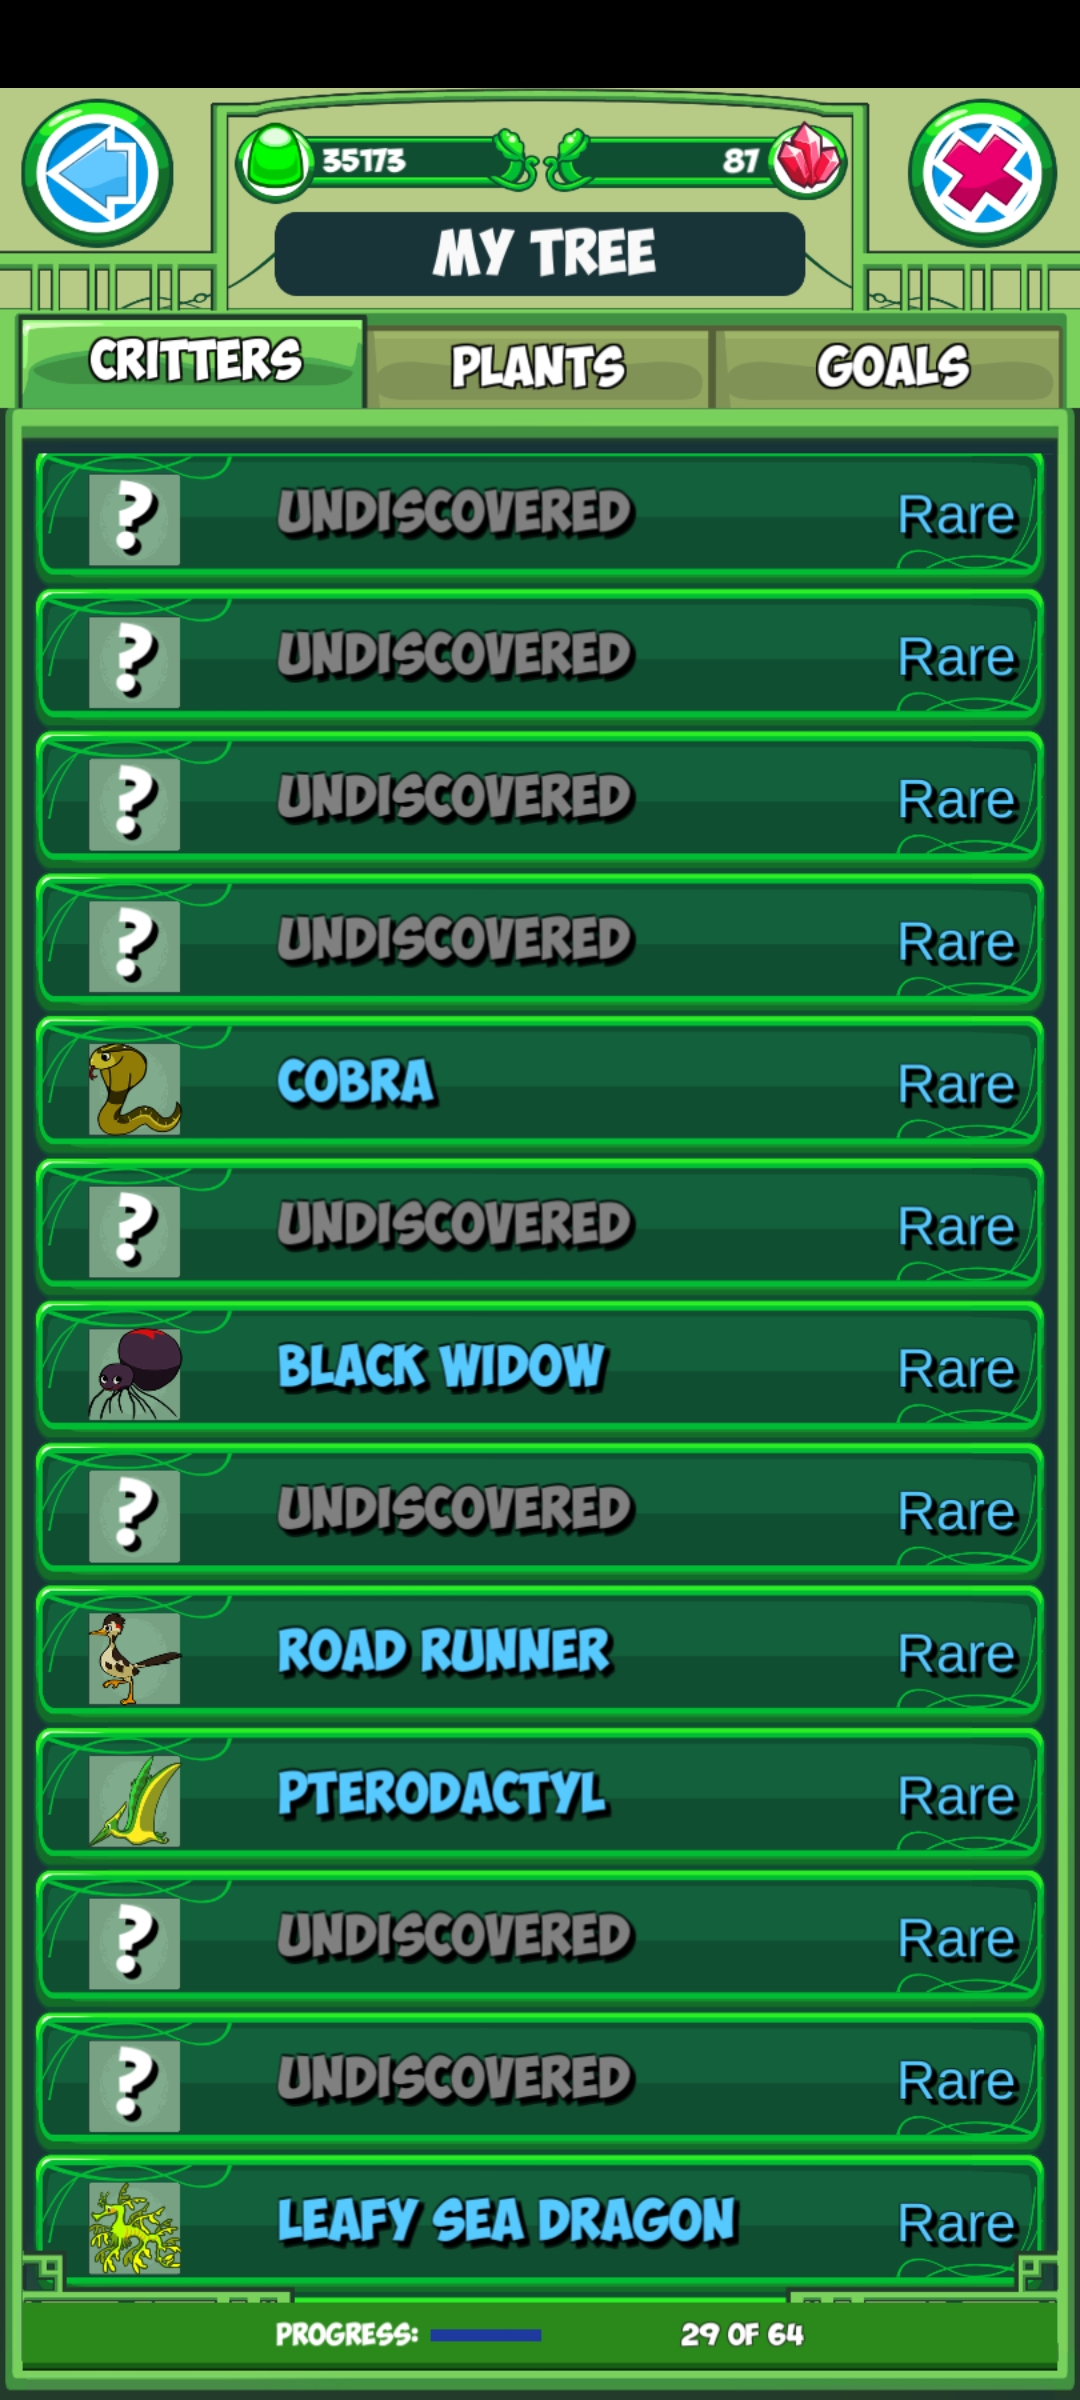 35173
87
MY TREE
CRITTERS
PLANTS
GOALS
? UNDISCOVERED Rare
? UNDISCOVERED Rare
? UNDISCOVERED Rare
? UNDISCOVERED Rare
COBRA Rare
? UNDISCOVERED Rare
BLACK WIDOW Rare
? UNDISCOVERED Rare
ROAD RUNNER Rare
PTERODACTYL Rare
? UNDISCOVERED Rare
? UNDISCOVERED Rare
LEAFY SEA DRAGON Rare
PROGRESS: 29 OF 64